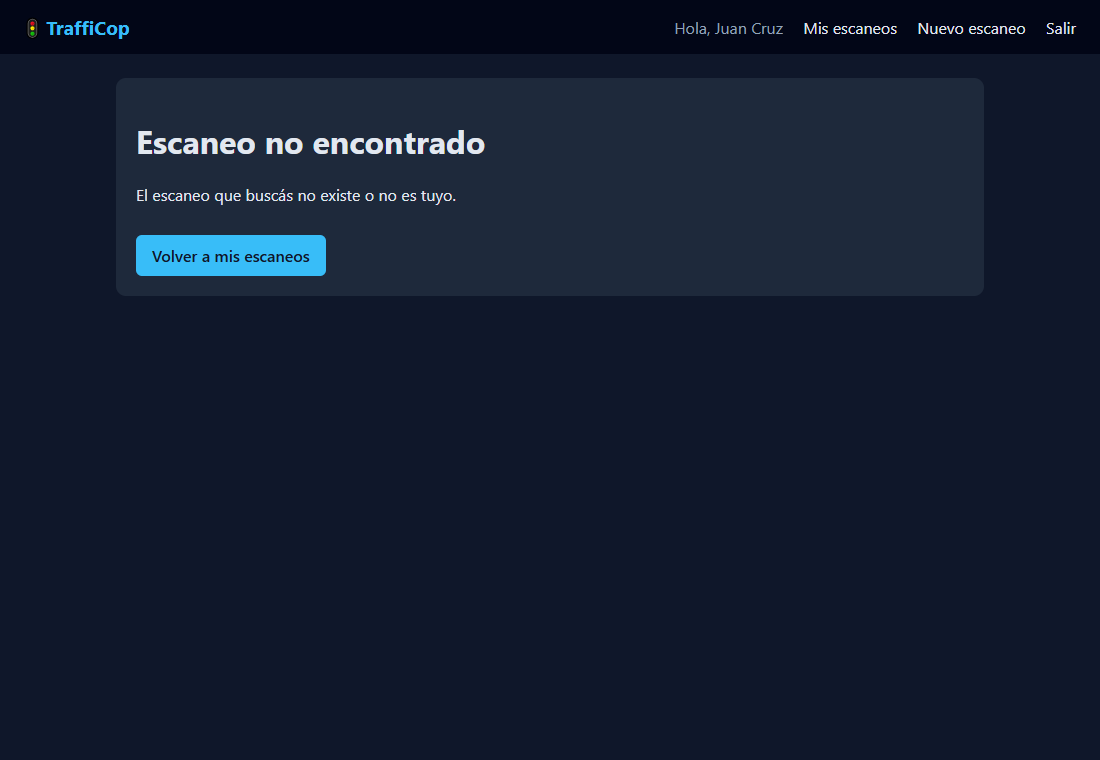 TraffiCop
Hola, Juan Cruz
Mis escaneos
Nuevo escaneo
Salir
Escaneo no encontrado
El escaneo que buscás no existe o no es tuyo.
Volver a mis escaneos